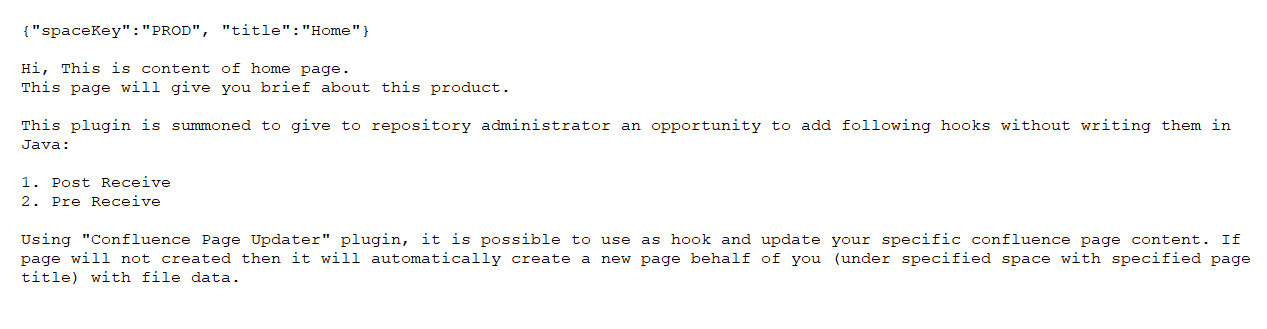 {"spaceKey":"PROD", "title":"Home"}
Hi, This is content of home page.
This page will give you brief about this product.
This plugin is summoned to give to repository administrator an opportunity to add following hooks without writing them in
Java:
1. Post Receive
2. Pre Receive
Using "Confluence Page Updater" plugin, it is possible to use as hook and update your specific confluence page content. If
page will not created then it will automatically create a new page behalf of you (under specified space with specified page
title) with file data.